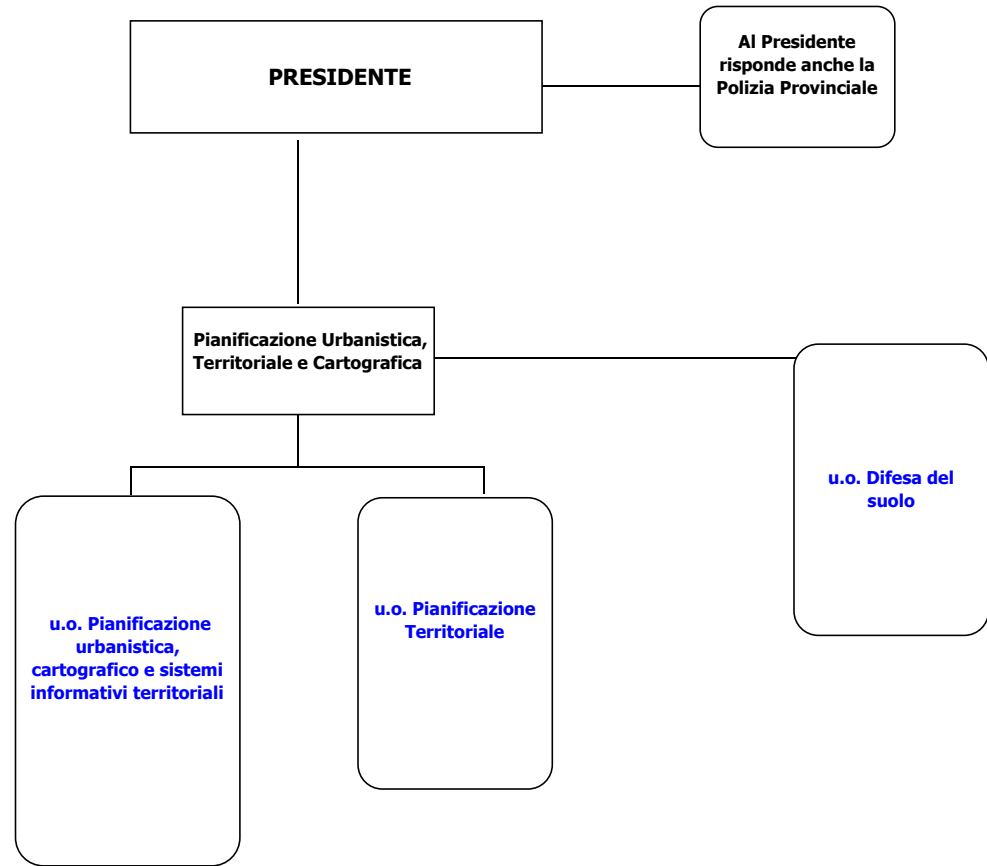 PRESIDENTE
Al Presidente
risponde anche la
Polizia Provinciale
Pianificazione Urbanistica,
Territoriale e Cartografica
u.o. Difesa del
suolo
u.o. Pianificazione
urbanistica,
cartografico e sistemi
informativi territoriali
u.o. Pianificazione
Territoriale